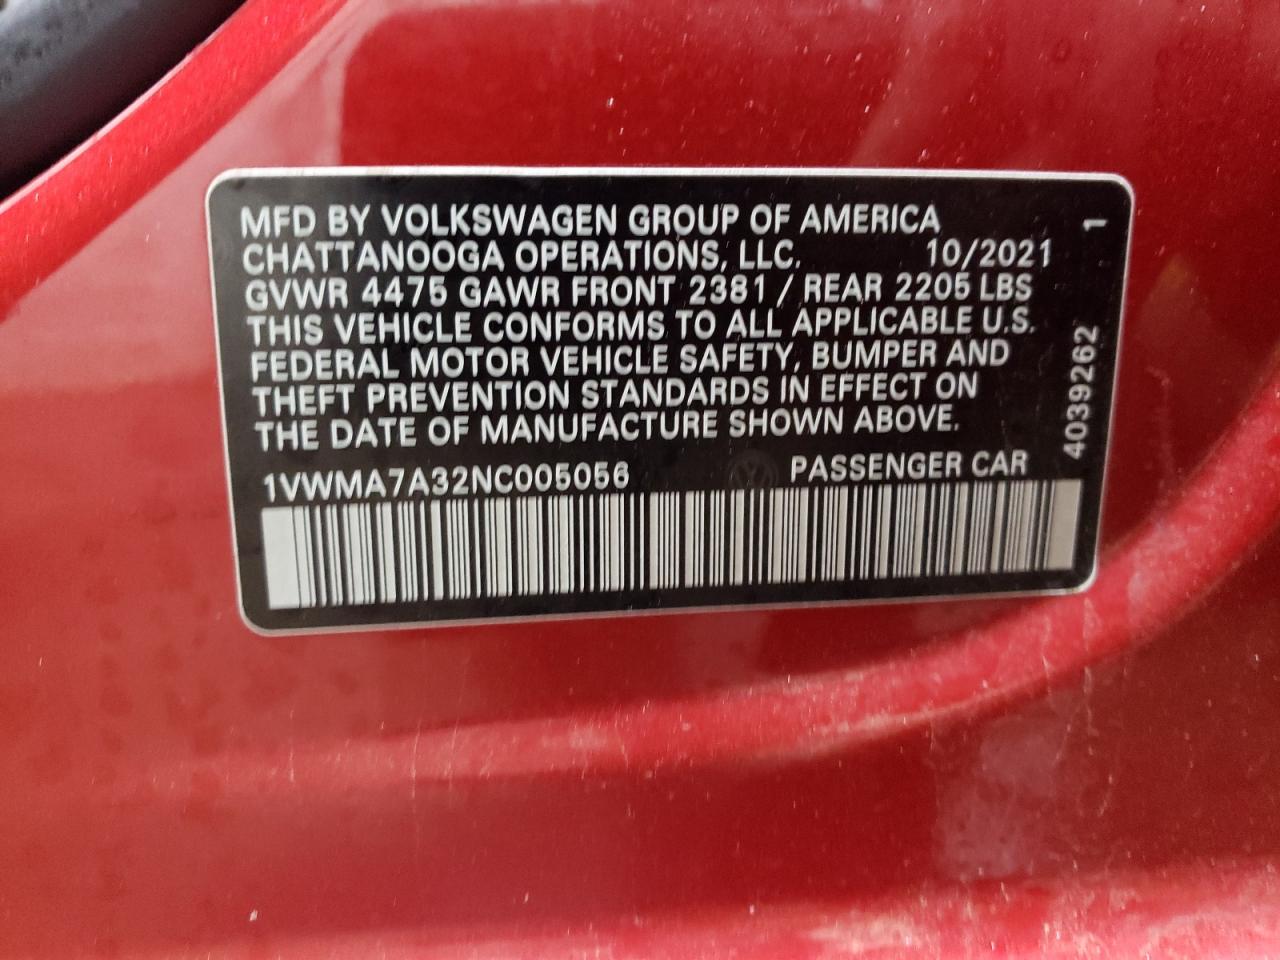 MFD BY VOLKSWAGEN GROUP OF AMERICA
CHATTANOOGA OPERATIONS, LLC. 10/2021
GVWR 4475 GAWR FRONT 2381 / REAR 2205 LBS
THIS VEHICLE CONFORMS TO ALL APPLICABLE U.S.
FEDERAL MOTOR VEHICLE SAFETY, BUMPER AND
THEFT PREVENTION STANDARDS IN EFFECT ON
THE DATE OF MANUFACTURE SHOWN ABOVE.
1VWMA7A32NC005056 PASSENGER CAR
4039262 1